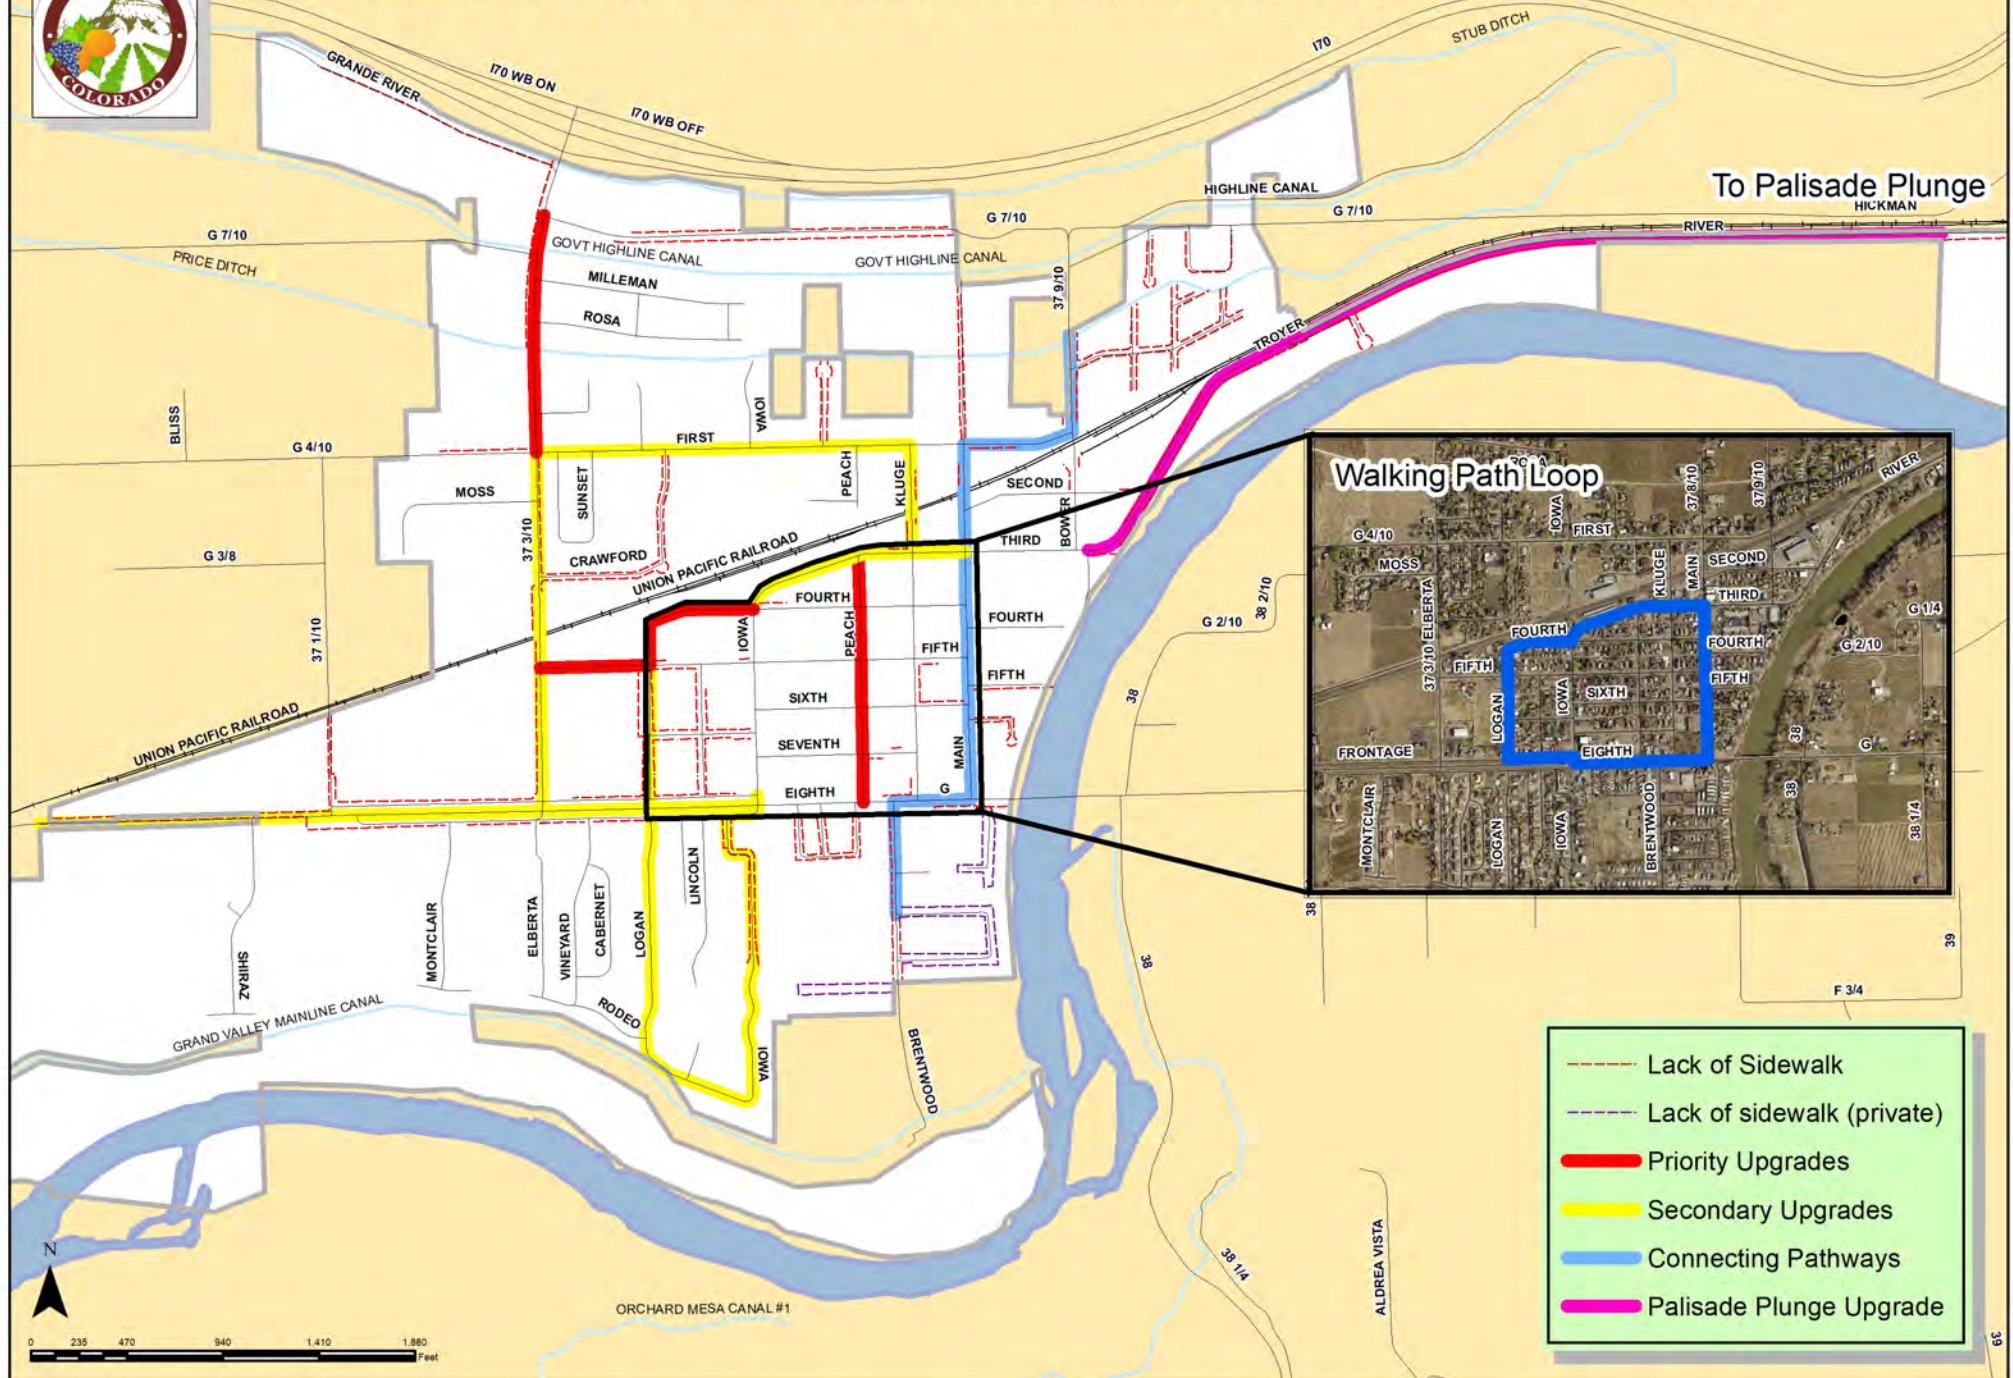 COLORADO
GRANDE RIVER
I70 WB ON
I70 WB OFF
I70
STUB DITCH
To Palisade Plunge
HICKMAN
HIGHLINE CANAL
G 7/10
G 7/10
G 7/10
RIVER
PRICE DITCH
GOVT HIGHLINE CANAL
GOVT HIGHLINE CANAL
MILLEMAN
ROSA
37 9/10
TROYER
BLISS
IOWA
G 4/10
FIRST
PEACH
KLUGE
MOSS
SUNSET
SECOND
BOWER
37 3/10
G 3/8
CRAWFORD
UNION PACIFIC RAILROAD
THIRD
FOURTH
FOURTH
IOWA
PEACH
37 1/10
FIFTH
FIFTH
G 2/10
38 2/10
SIXTH
38
UNION PACIFIC RAILROAD
SEVENTH
MAIN
EIGHTH
G
LINCOLN
ELBERTA
VINEYARD
CABERNET
LOGAN
MONTCLAIR
SHIRAZ
RODEO
GRAND VALLEY MAINLINE CANAL
IOWA
BRENTWOOD
38
38
39
F 3/4
Walking Path Loop
ROSA
IOWA
37 8/10
37 9/10
RIVER
G 4/10
FIRST
MOSS
KLUGE
MAIN
SECOND
THIRD
37 3/10 ELBERTA
FOURTH
FOURTH
G 1/4
G 2/10
FIFTH
FIFTH
LOGAN
IOWA
SIXTH
FRONTAGE
EIGHTH
38
G
MONTCLAIR
LOGAN
IOWA
BRENTWOOD
38
38 1/4
Lack of Sidewalk
Lack of sidewalk (private)
Priority Upgrades
Secondary Upgrades
Connecting Pathways
Palisade Plunge Upgrade
38 1/4
ALDREA VISTA
39
ORCHARD MESA CANAL #1
N
0 235 470 940 1,410 1,880
Feet